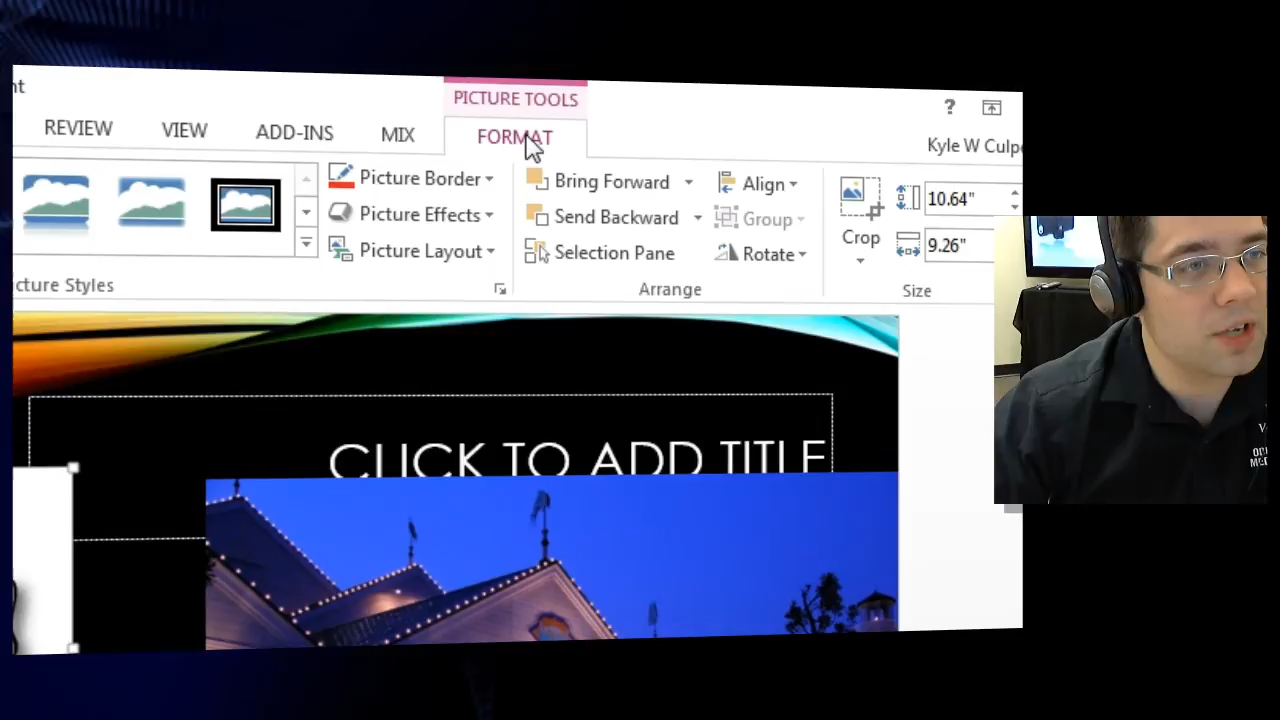 nt
PICTURE TOOLS
?
REVIEW VIEW ADD-INS MIX FORMAT Kyle W Culpe
Picture Border Bring Forward Align 10.64"
Picture Effects Send Backward Group
Crop 9.26"
Picture Layout Selection Pane Rotate
cture Styles Arrange Size
CLICK TO ADD TITLE